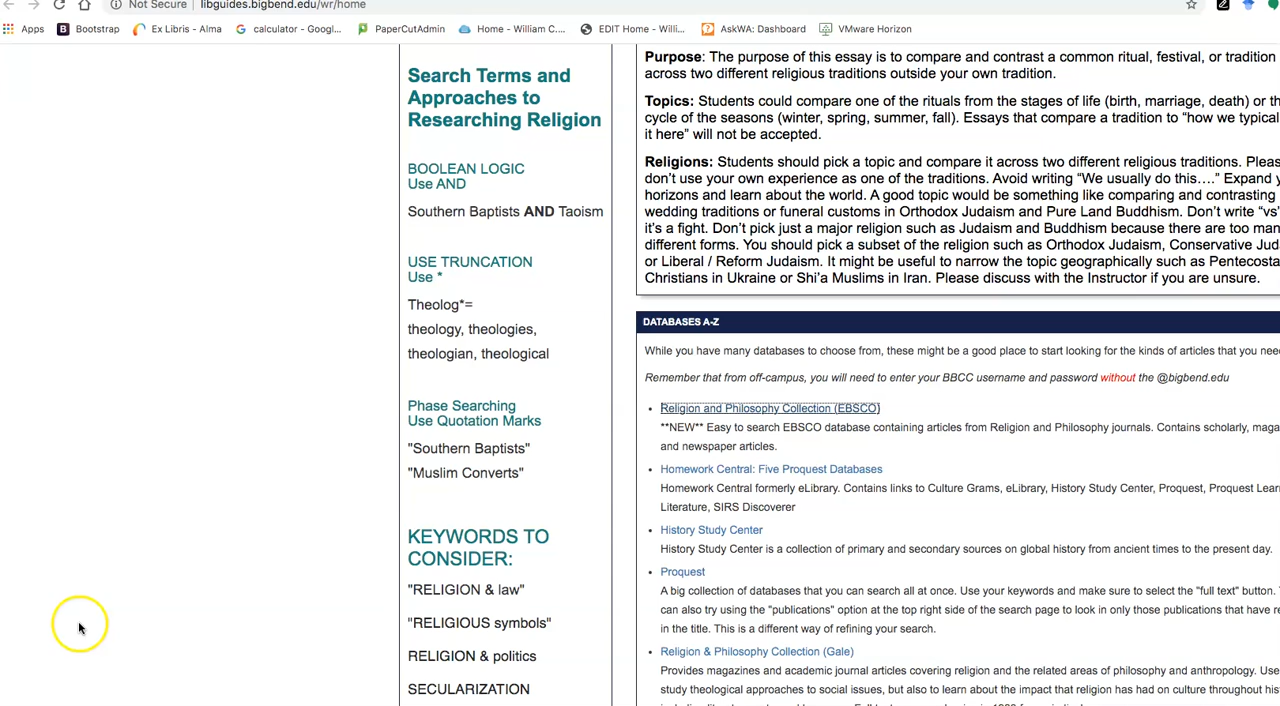 Not Secure libguides.bigbend.edu/wr/home
Apps Bootstrap Ex Libris - Alma calculator - Googl... PaperCutAdmin Home - William C.... EDIT Home - Willi... AskWA: Dashboard VMware Horizon
Search Terms and
Approaches to
Researching Religion
BOOLEAN LOGIC
Use AND
Southern Baptists AND Taoism
USE TRUNCATION
Use *
Theolog*=
theology, theologies,
theologian, theological
Phase Searching
Use Quotation Marks
"Southern Baptists"
"Muslim Converts"
KEYWORDS TO
CONSIDER:
"RELIGION & law"
"RELIGIOUS symbols"
RELIGION & politics
SECULARIZATION
Purpose: The purpose of this essay is to compare and contrast a common ritual, festival, or tradition
across two different religious traditions outside your own tradition.
Topics: Students could compare one of the rituals from the stages of life (birth, marriage, death) or th
cycle of the seasons (winter, spring, summer, fall). Essays that compare a tradition to "how we typical
it here" will not be accepted.
Religions: Students should pick a topic and compare it across two different religious traditions. Pleas
don't use your own experience as one of the traditions. Avoid writing "We usually do this…." Expand y
horizons and learn about the world. A good topic would be something like comparing and contrasting
wedding traditions or funeral customs in Orthodox Judaism and Pure Land Buddhism. Don't write "vs"
it's a fight. Don't pick just a major religion such as Judaism and Buddhism because there are too man
different forms. You should pick a subset of the religion such as Orthodox Judaism, Conservative Jud
or Liberal / Reform Judaism. It might be useful to narrow the topic geographically such as Pentecosta
Christians in Ukraine or Shi'a Muslims in Iran. Please discuss with the Instructor if you are unsure.
DATABASES A-Z
While you have many databases to choose from, these might be a good place to start looking for the kinds of articles that you nee
Remember that from off-campus, you will need to enter your BBCC username and password without the @bigbend.edu
Religion and Philosophy Collection (EBSCO)
**NEW** Easy to search EBSCO database containing articles from Religion and Philosophy journals. Contains scholarly, maga
and newspaper articles.
Homework Central: Five Proquest Databases
Homework Central formerly eLibrary. Contains links to Culture Grams, eLibrary, History Study Center, Proquest, Proquest Lear
Literature, SIRS Discoverer
History Study Center
History Study Center is a collection of primary and secondary sources on global history from ancient times to the present day.
Proquest
A big collection of databases that you can search all at once. Use your keywords and make sure to select the "full text" button.
can also try using the "publications" option at the top right side of the search page to look in only those publications that have re
in the title. This is a different way of refining your search.
Religion & Philosophy Collection (Gale)
Provides magazines and academic journal articles covering religion and the related areas of philosophy and anthropology. Use
study theological approaches to social issues, but also to learn about the impact that religion has had on culture throughout his